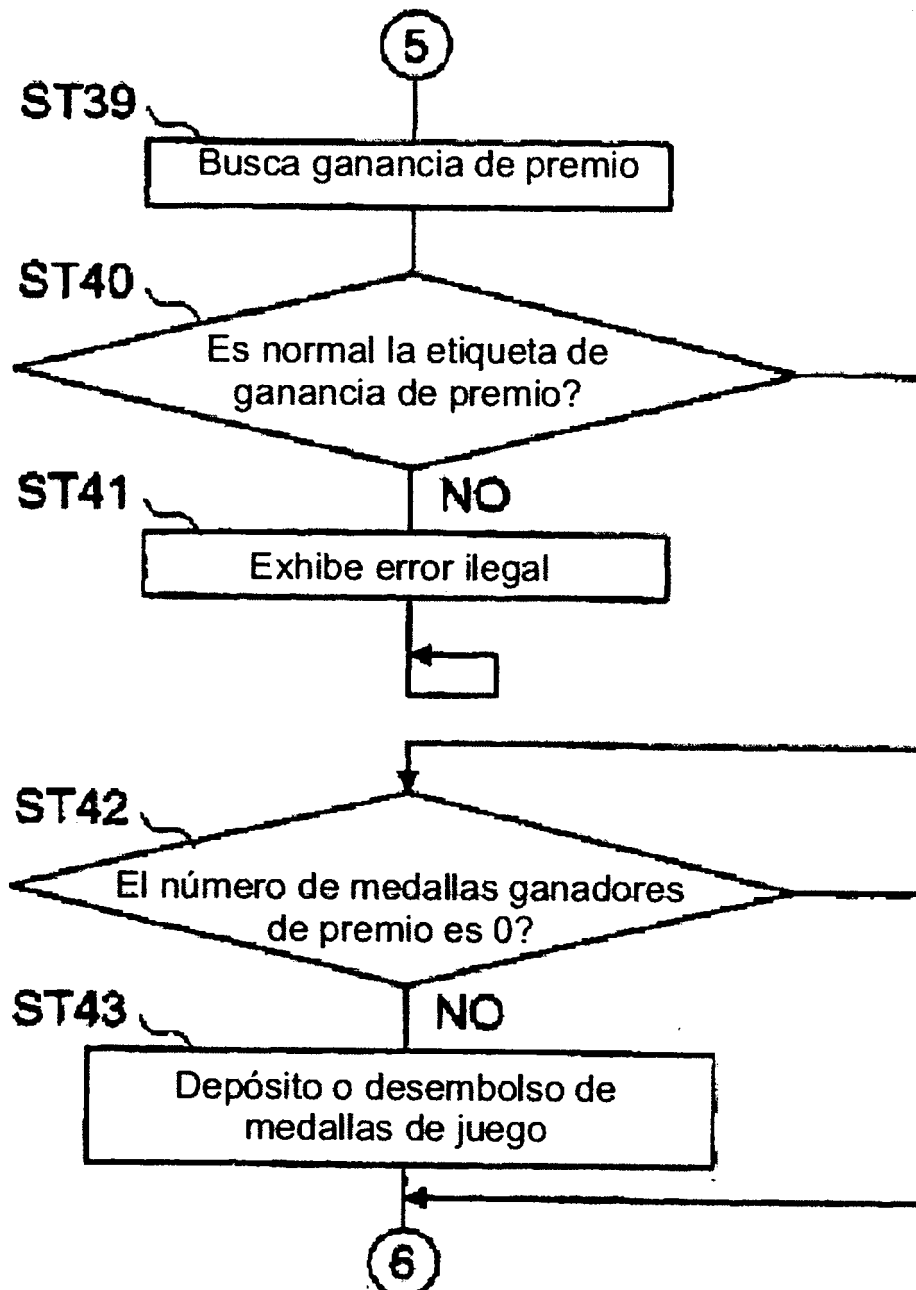 5
ST39
Busca ganancia de premio
ST40
Es normal la etiqueta de
ganancia de premio?
NO
ST41
Exhibe error ilegal
ST42
El número de medallas ganadores
de premio es 0?
NO
ST43
Depósito o desembolso de
medallas de juego
6